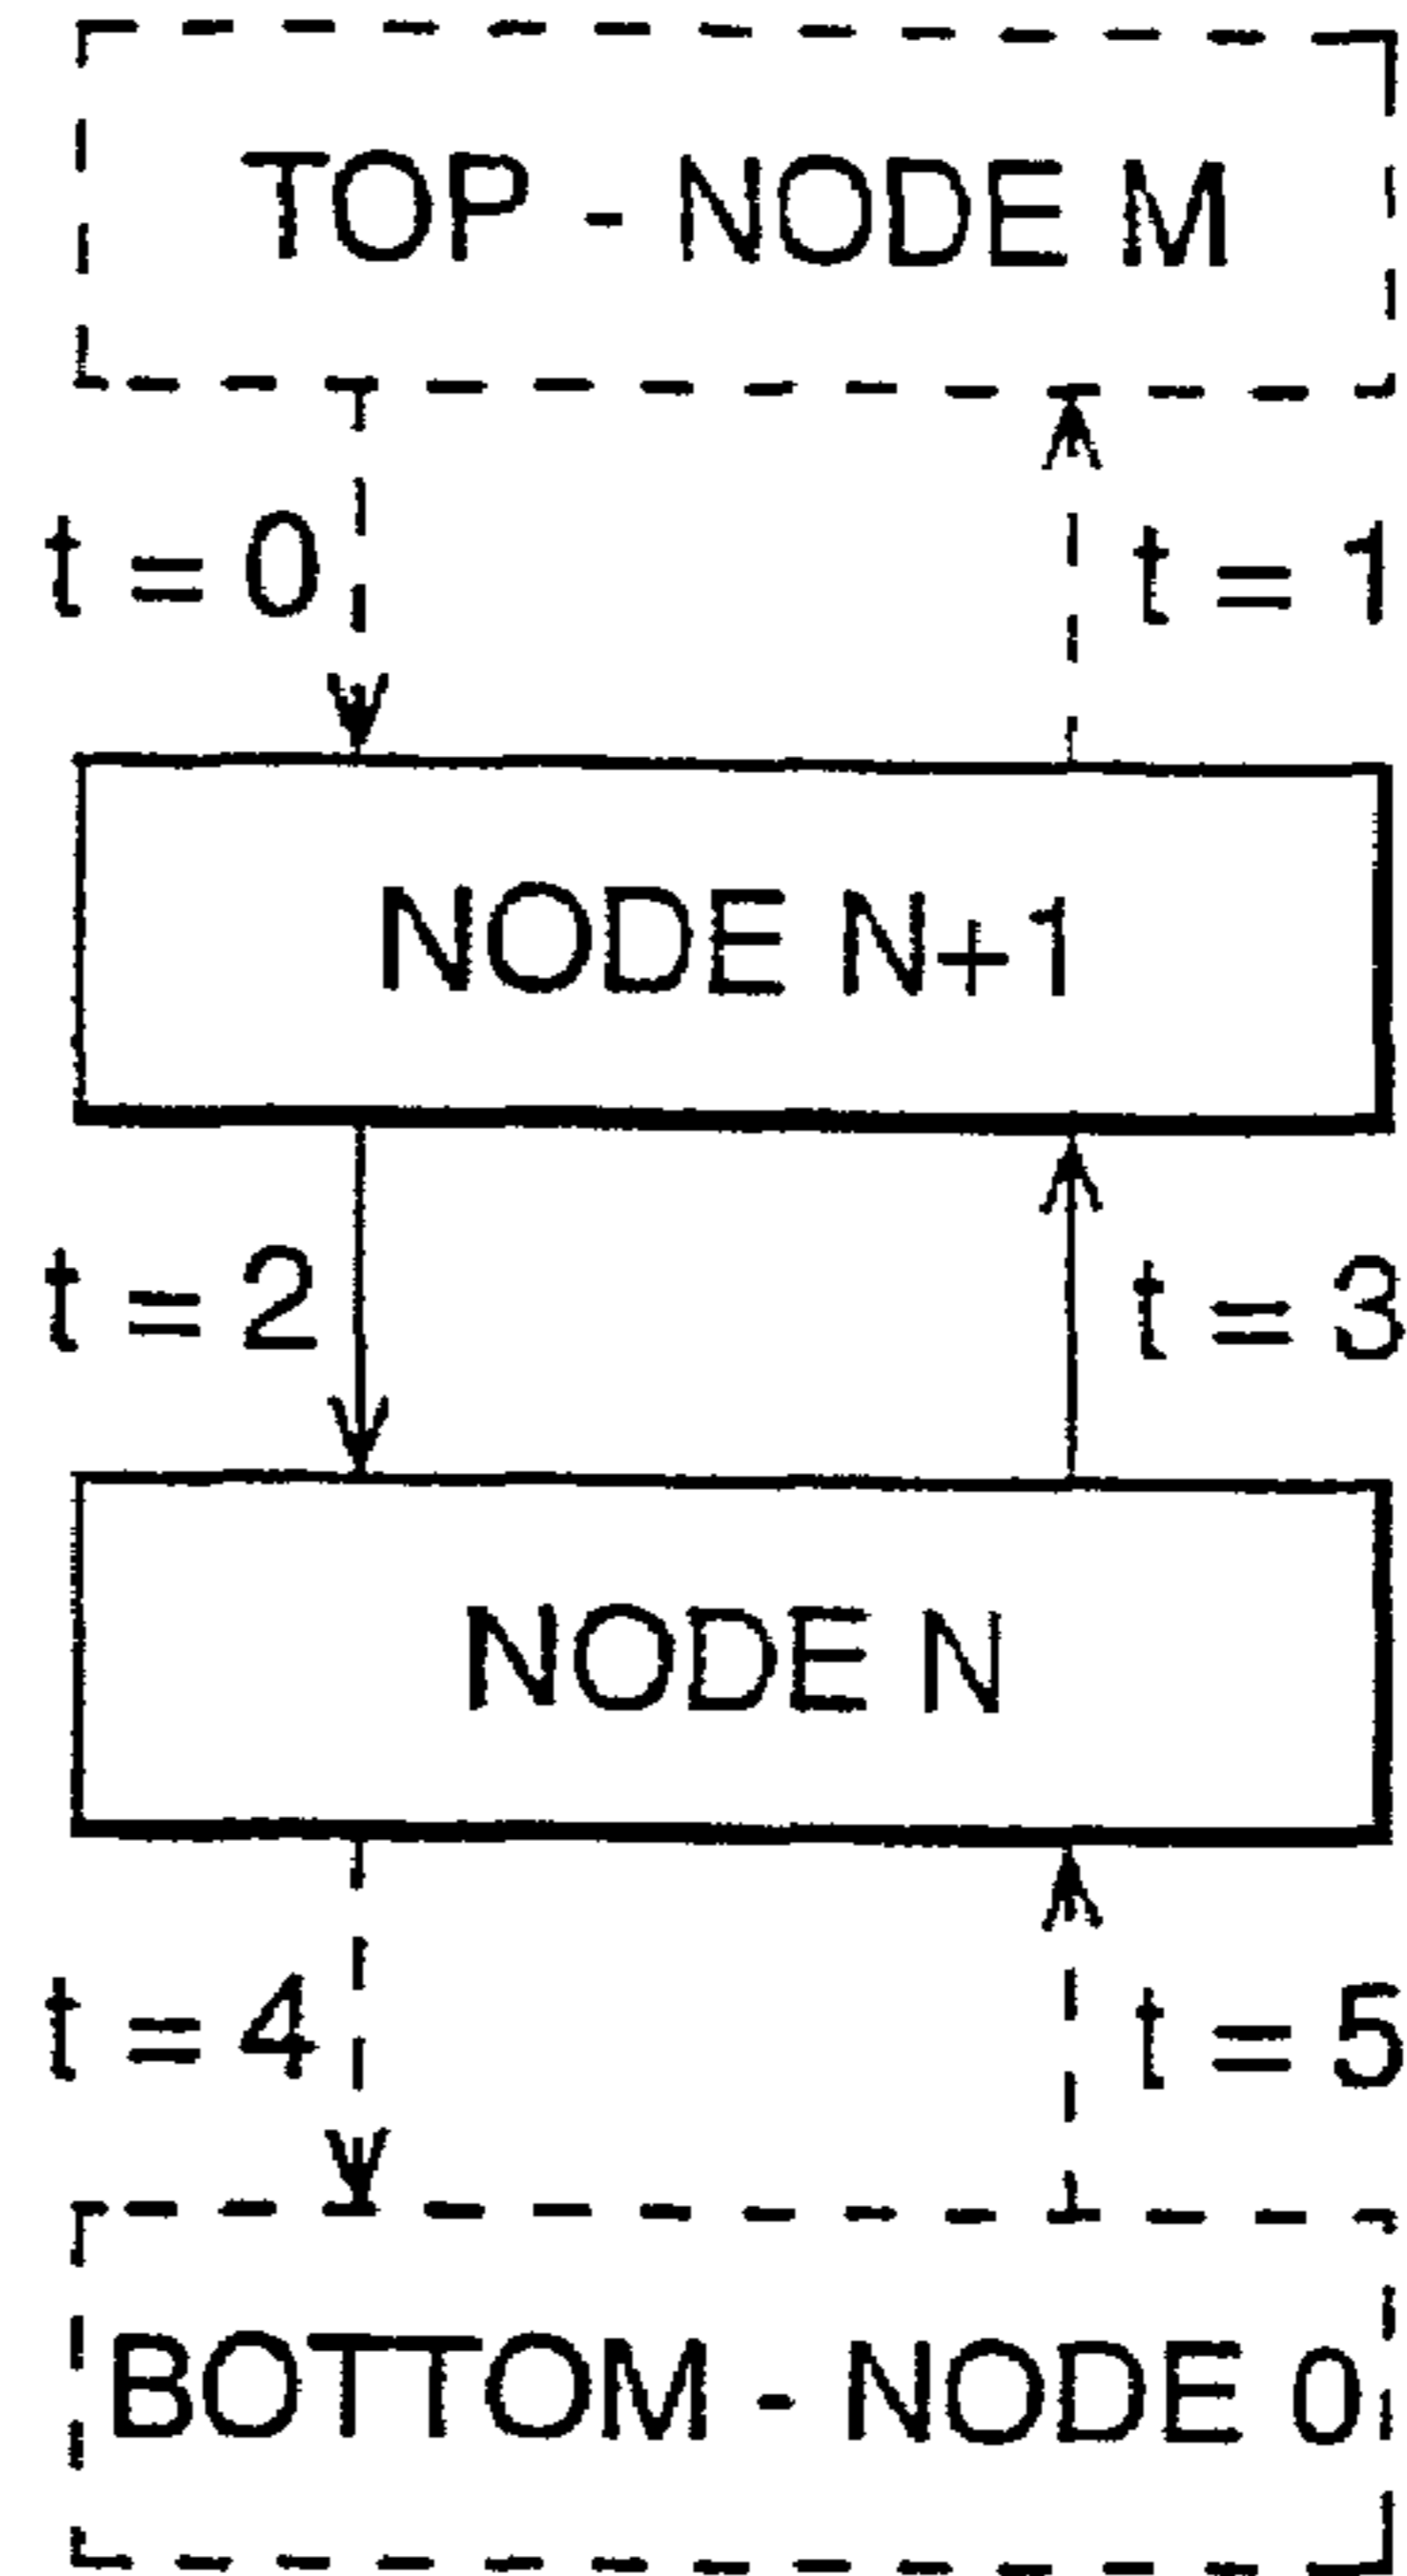 TOP - NODE M
t = 0
t = 1
NODE N+1
t = 2
t = 3
NODE N
t = 4
t = 5
BOTTOM - NODE 0